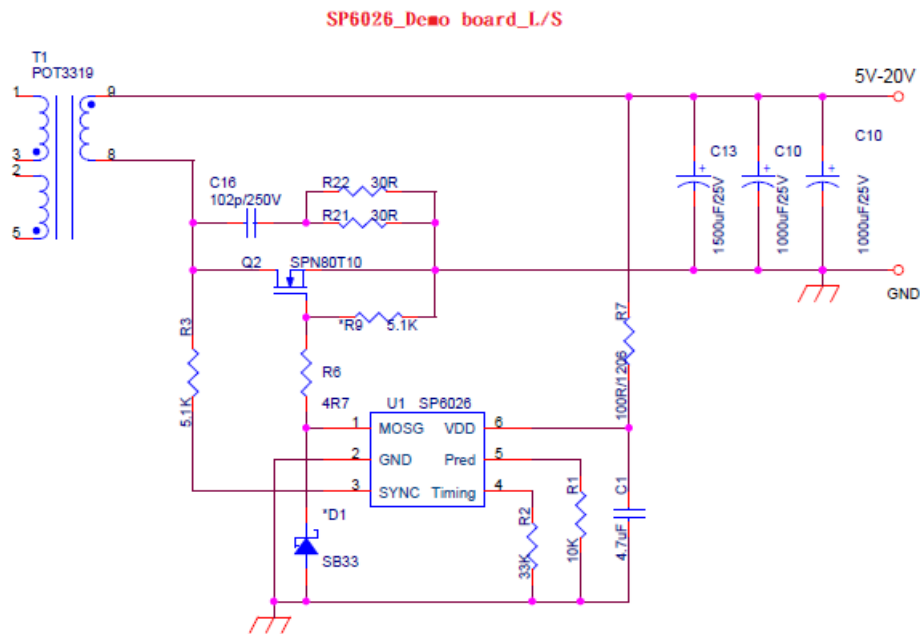 SP6026_Demo board_L/S
T1
POT3319
5V-20V
1
9
3
8
2
5
C16
102p/250V
R22 30R
R21 30R
C13
1500uF/25V
C10
1000uF/25V
C10
1000uF/25V
Q2 SPN80T10
GND
*R9 5.1K
R3
5.1K
R7
100R/1206
R6
4R7
U1 SP6026
1 MOSG VDD 6
2 GND Pred 5
3 SYNC Timing 4
*D1
SB33
R2
33K
R1
10K
C1
4.7uF